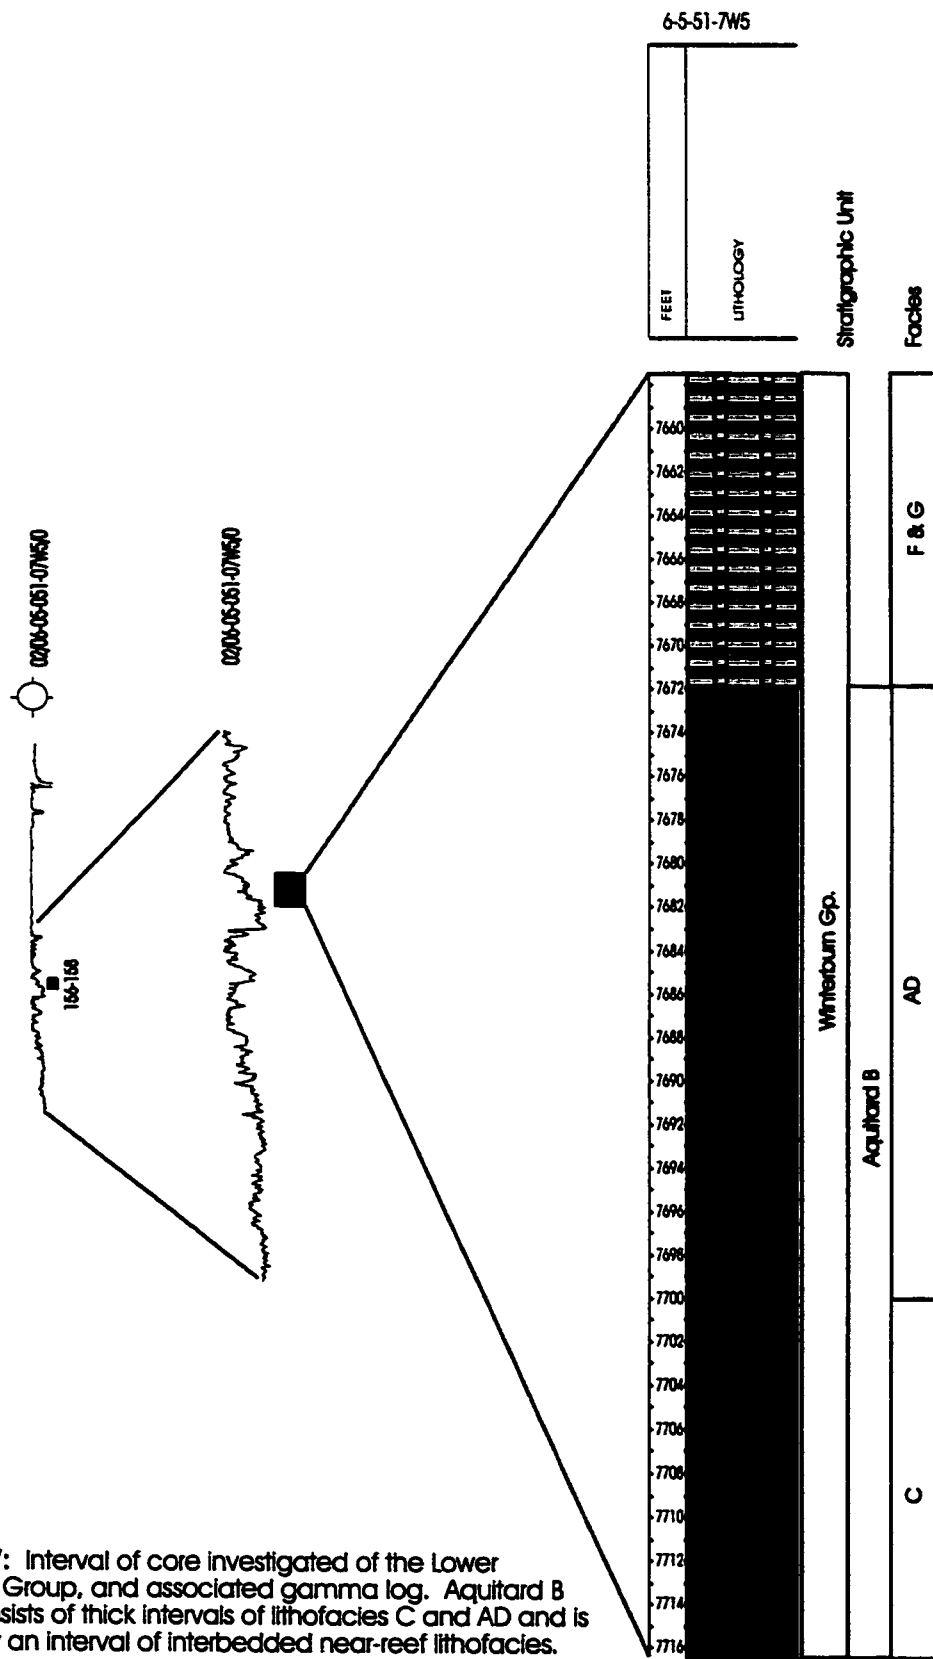 6-5-51-7W5
FEET
LITHOLOGY
Stratigraphic Unit
Facies
02/06-05-051-07W5/0
02/06-05-051-07W5/0
156-158
7660
7662
7664
7666
7668
7670
7672
7674
7676
7678
7680
7682
7684
7686
7688
7690
7692
7694
7696
7698
7700
7702
7704
7706
7708
7710
7712
7714
7716
Winterburn Gp.
Aquitard B
F & G
AD
C
: Interval of core investigated of the Lower
Group, and associated gamma log. Aquitard B
sists of thick intervals of lithofacies C and AD and is
an interval of interbedded near-reef lithofacies.